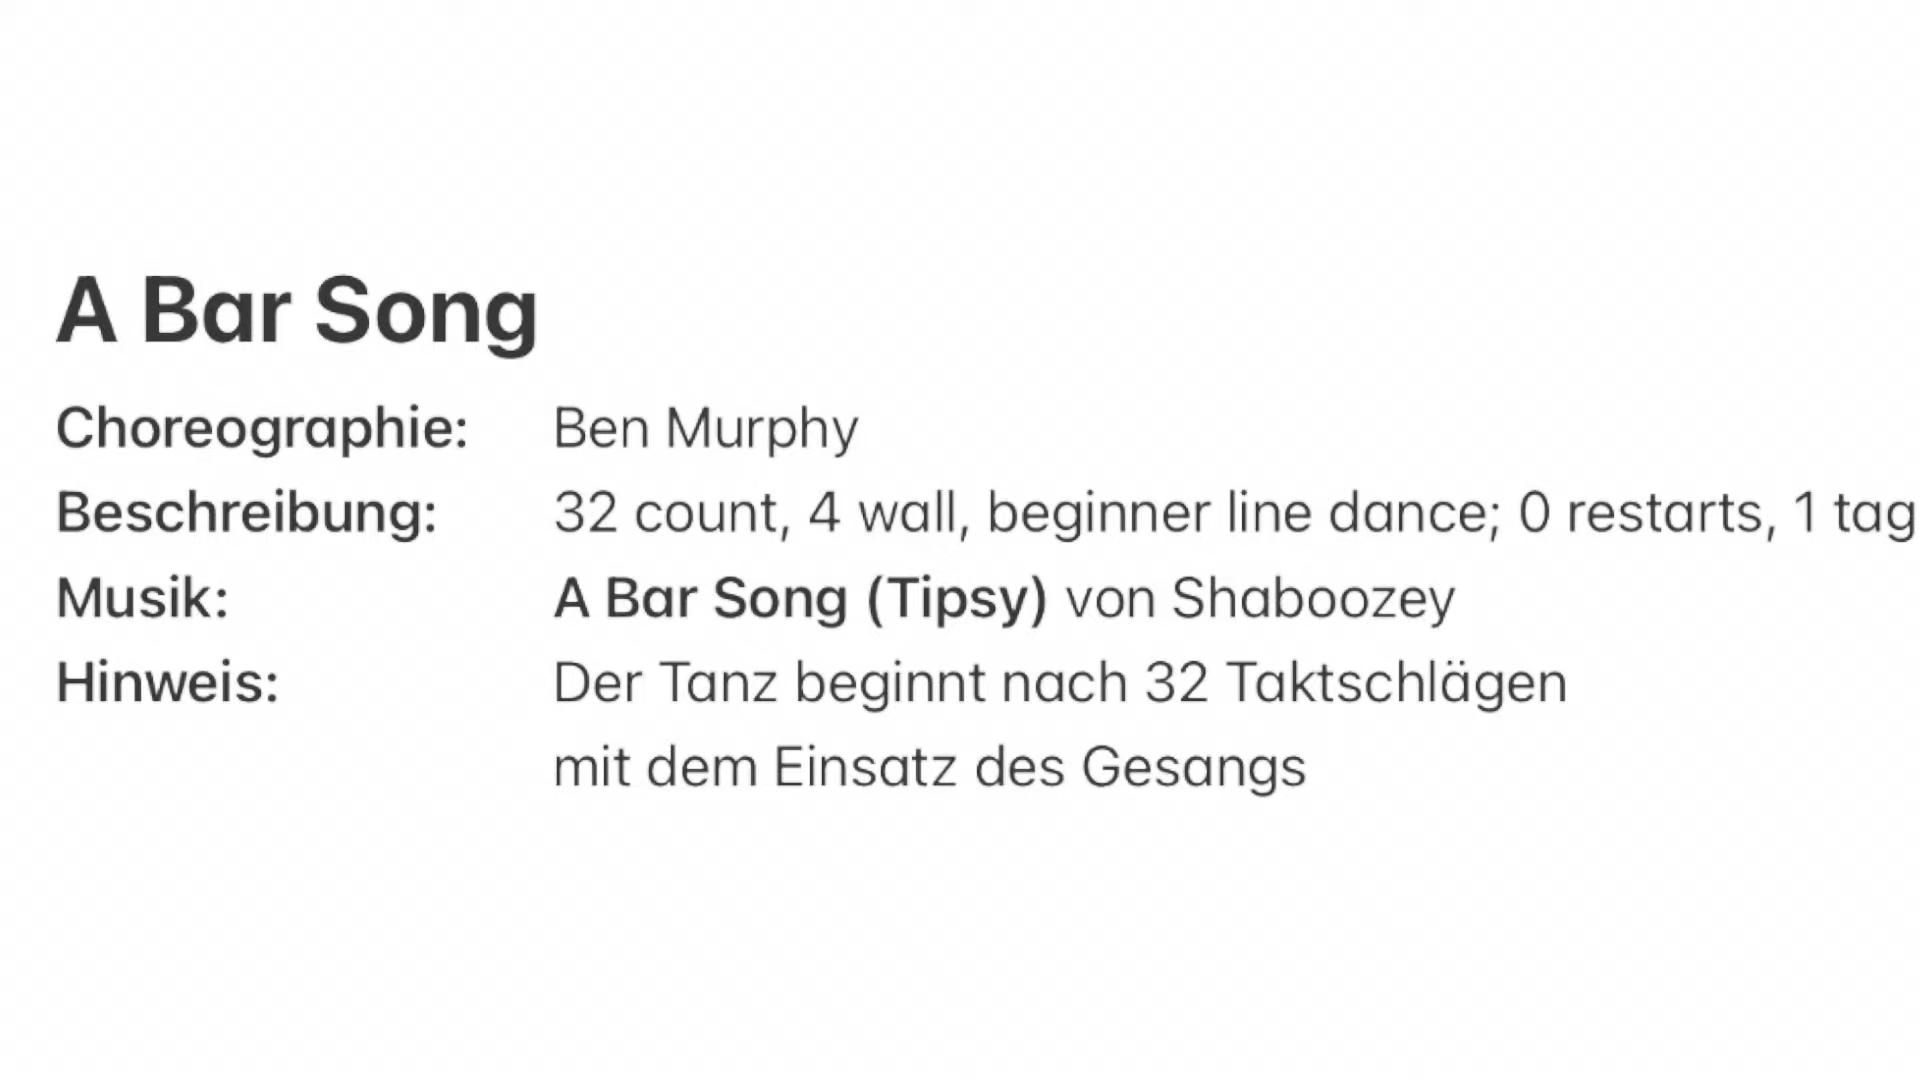 A Bar Song
Choreographie: Ben Murphy
Beschreibung: 32 count, 4 wall, beginner line dance; 0 restarts, 1 tag
Musik: A Bar Song (Tipsy) von Shaboozey
Hinweis: Der Tanz beginnt nach 32 Taktschlägen
mit dem Einsatz des Gesangs